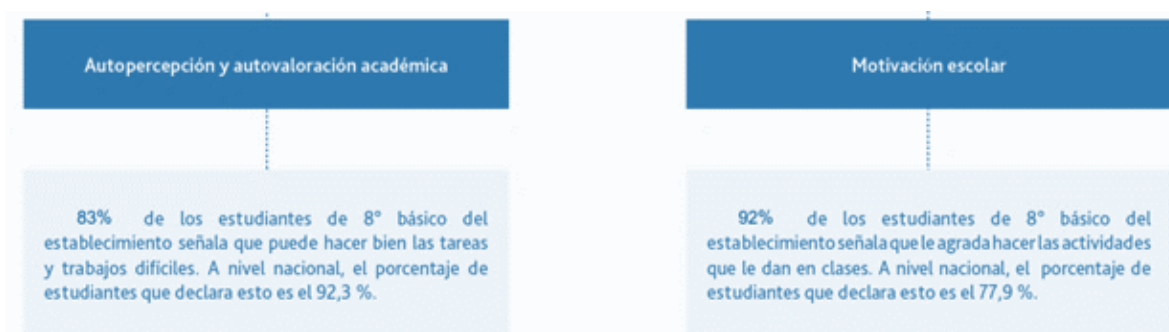 Autopercepción y autovaloración académica
83% de los estudiantes de 8° básico del
establecimiento señala que puede hacer bien las tareas
y trabajos difíciles. A nivel nacional, el porcentaje de
estudiantes que declara esto es el 92,3 %.
Motivación escolar
92% de los estudiantes de 8° básico del
establecimiento señala que le agrada hacer las actividades
que le dan en clases. A nivel nacional, el porcentaje de
estudiantes que declara esto es el 77,9 %.